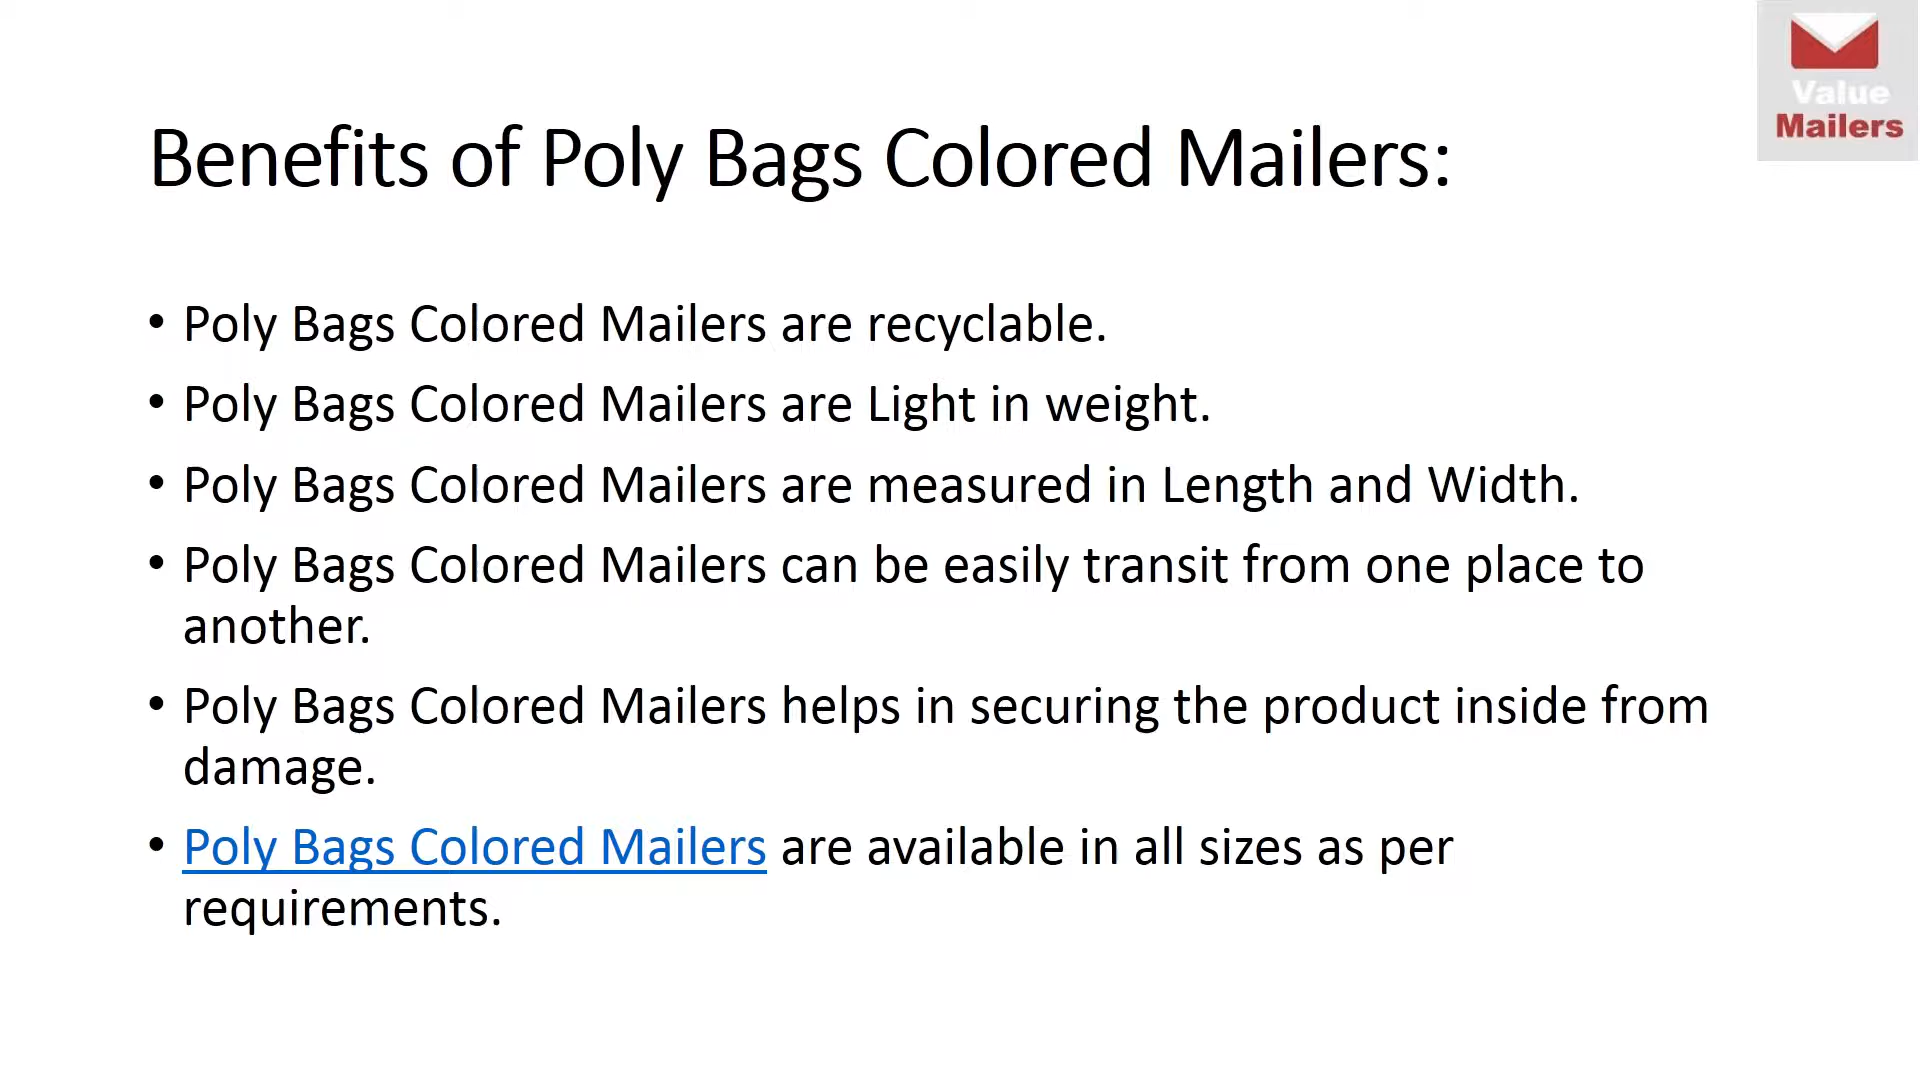 Value
Mailers
Benefits of Poly Bags Colored Mailers:
• Poly Bags Colored Mailers are recyclable.
• Poly Bags Colored Mailers are Light in weight.
• Poly Bags Colored Mailers are measured in Length and Width.
• Poly Bags Colored Mailers can be easily transit from one place to
another.
• Poly Bags Colored Mailers helps in securing the product inside from
damage.
• Poly Bags Colored Mailers are available in all sizes as per
requirements.